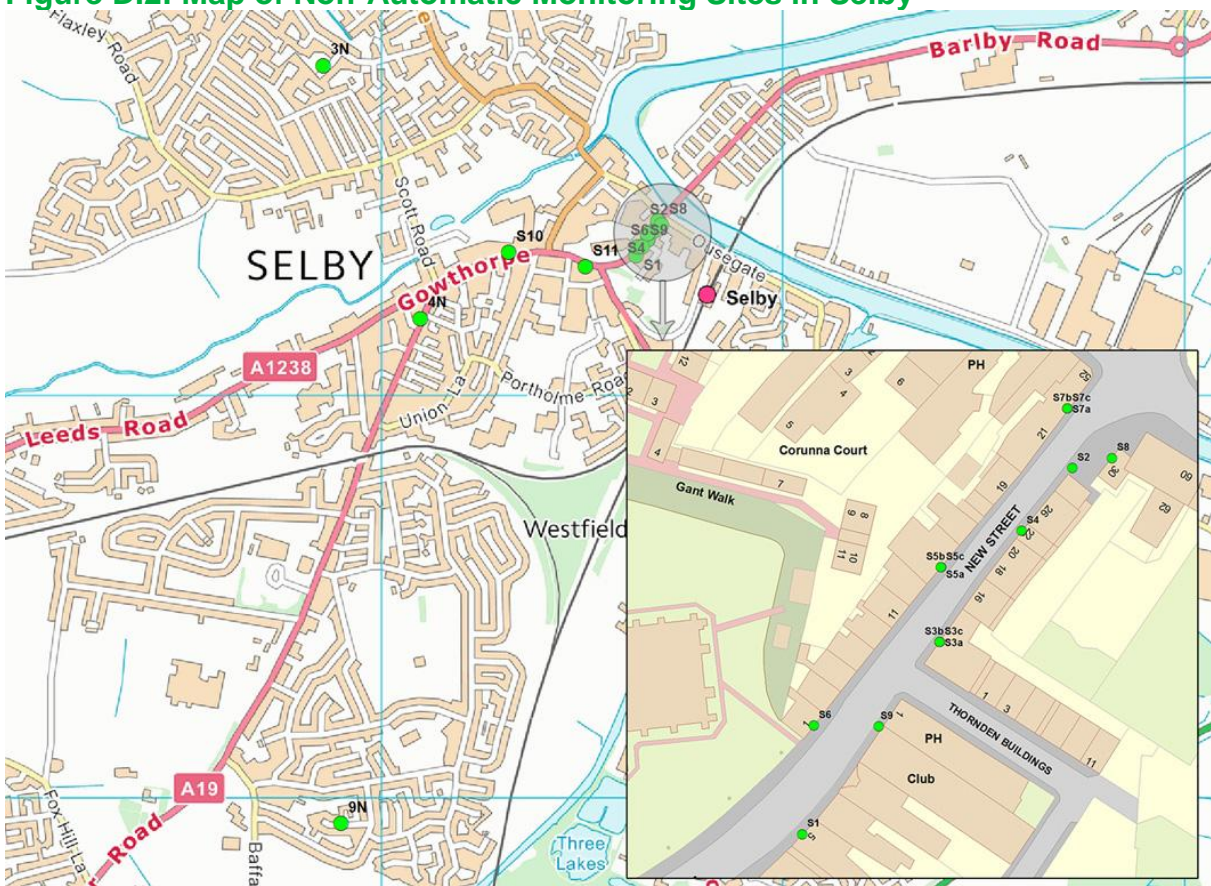 Figure D.2: Map of Non-Automatic Monitoring Sites in Selby
Flaxley Road
3N
Barlby Road
Scott Road
S2 S8
S6 S9
S4
S1
S10
S11
Ousegate
SELBY
Gowthorpe
Selby
4N
A1238
Portholme Road
Union La
Leeds Road
Westfield
A19
9N
Fox Hill La
Road
Baffa
Three
Lakes
PH
12
3
4
6
52
2
3
5
S7b S7c
S7a
21
Corunna Court
4
7
S2
S8
30
60
62
Gant Walk
19
8
9
10
11
NEW STREET
26
S4
22
20
18
16
S5b S5c
S5a
11
S3b S3c
S3a
1
3
THORNDEN BUILDINGS
11
S6
1
S9
1
PH
Club
S1
5